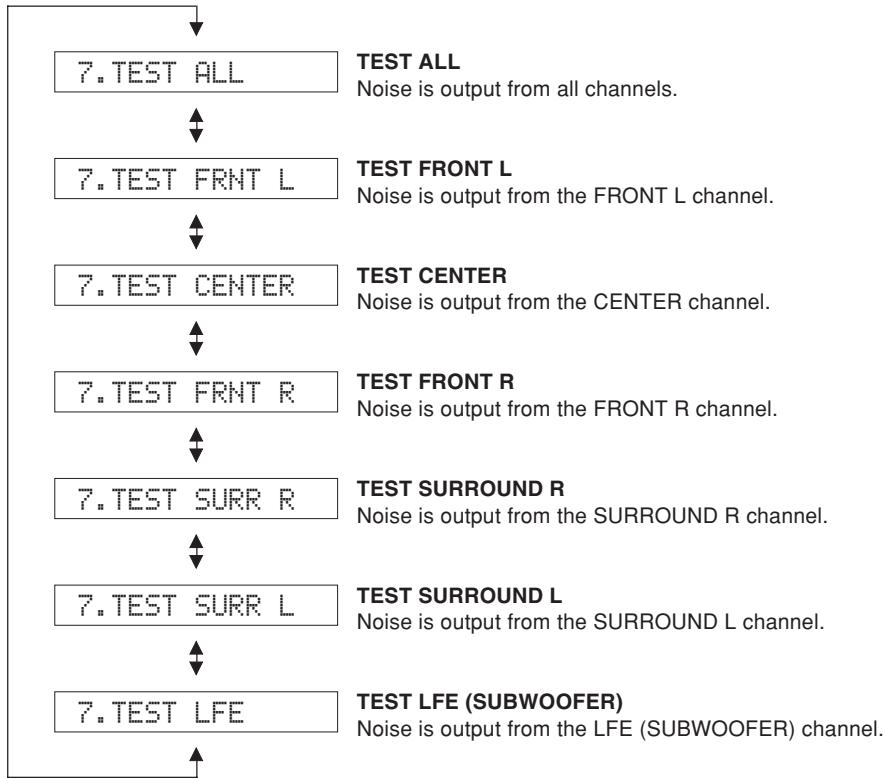 7.TEST ALL
TEST ALL
Noise is output from all channels.
7.TEST FRNT L
TEST FRONT L
Noise is output from the FRONT L channel.
7.TEST CENTER
TEST CENTER
Noise is output from the CENTER channel.
7.TEST FRNT R
TEST FRONT R
Noise is output from the FRONT R channel.
7.TEST SURR R
TEST SURROUND R
Noise is output from the SURROUND R channel.
7.TEST SURR L
TEST SURROUND L
Noise is output from the SURROUND L channel.
7.TEST LFE
TEST LFE (SUBWOOFER)
Noise is output from the LFE (SUBWOOFER) channel.